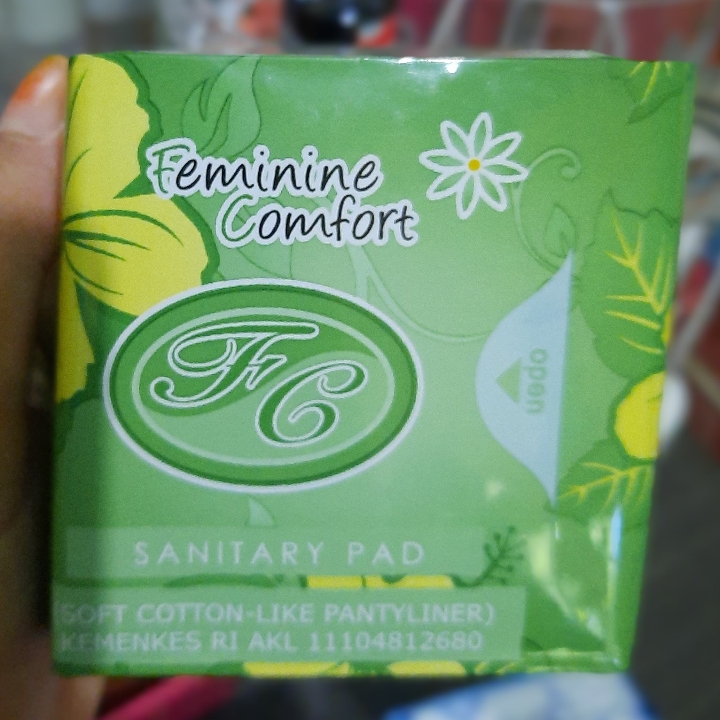 Feminine
Comfort
FC
open
SANITARY PAD
(SOFT COTTON-LIKE PANTYLINER)
KEMENKES RI AKL 11104812680